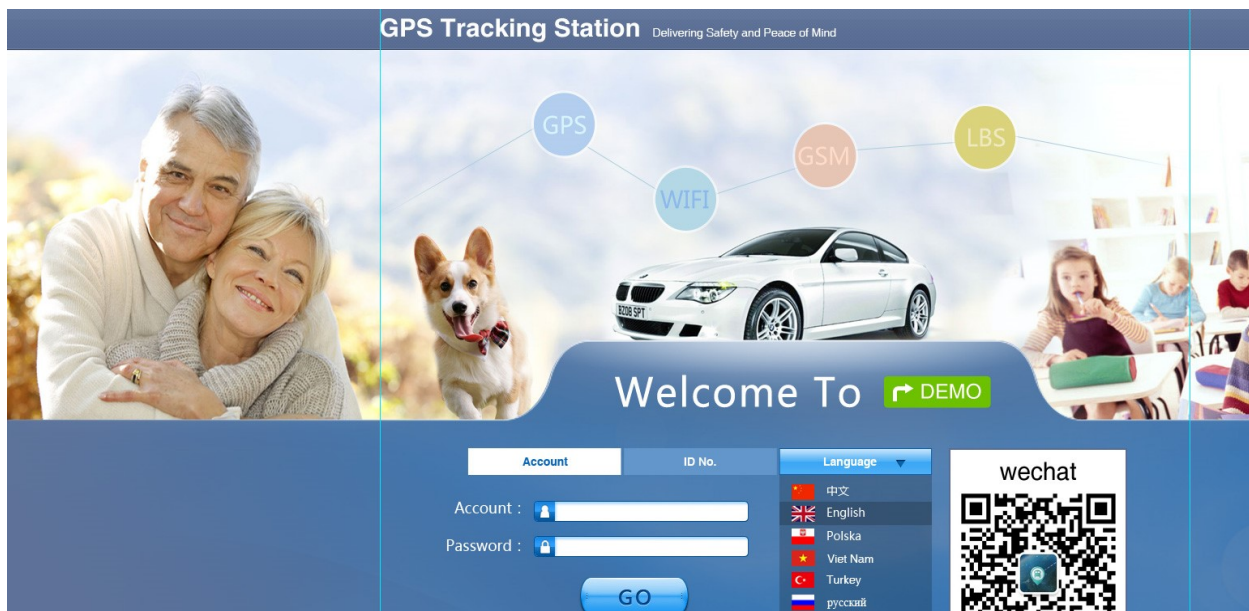 GPS Tracking Station Delivering Safety and Peace of Mind
GPS
WIFI
GSM
LBS
BZ08 SPT
Welcome To DEMO
Account ID No. Language
Account :
Password :
GO
中文
English
Polska
Viet Nam
Turkey
русский
wechat